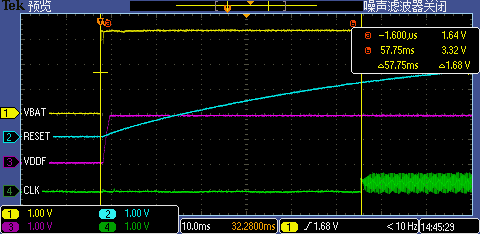 Tek 预览 噪声滤波器关闭
a -1.600µs 1.64 V
b 57.75ms 3.32 V
△57.75ms △1.68 V
1 VBAT
2 RESET
3 VDDF
4 CLK
1 1.00 V 2 1.00 V
3 1.00 V 4 1.00 V
10.0ms 32.2800ms
1 ∫ 1.68 V
< 10 Hz 14:45:29